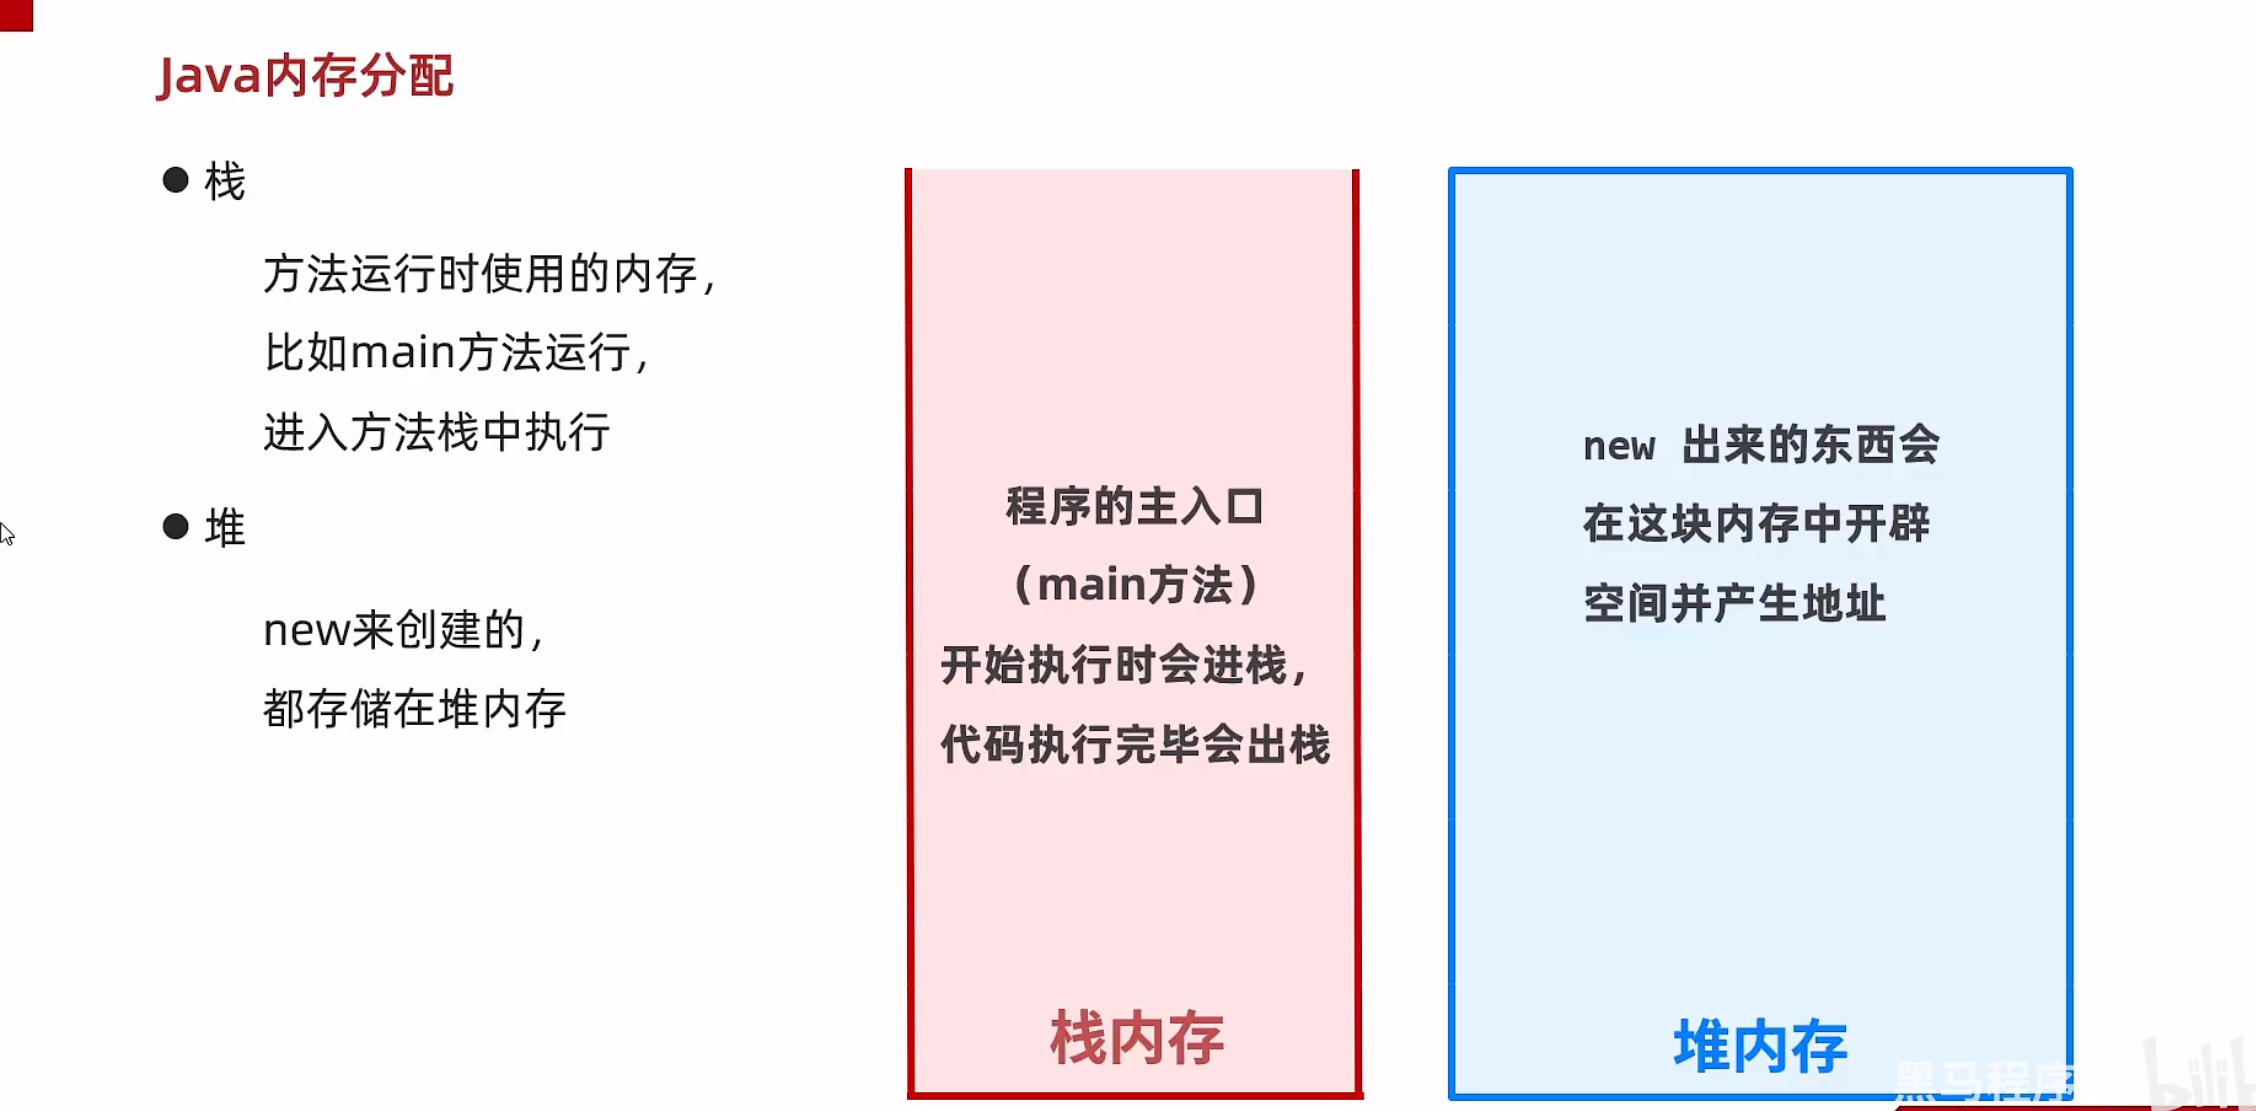 Java内存分配
● 栈
方法运行时使用的内存，
比如main方法运行，
进入方法栈中执行
● 堆
new来创建的，
都存储在堆内存
程序的主入口
（main方法）
开始执行时会进栈，
代码执行完毕会出栈
栈内存
new 出来的东西会
在这块内存中开辟
空间并产生地址
堆内存
黑马程序
bilib